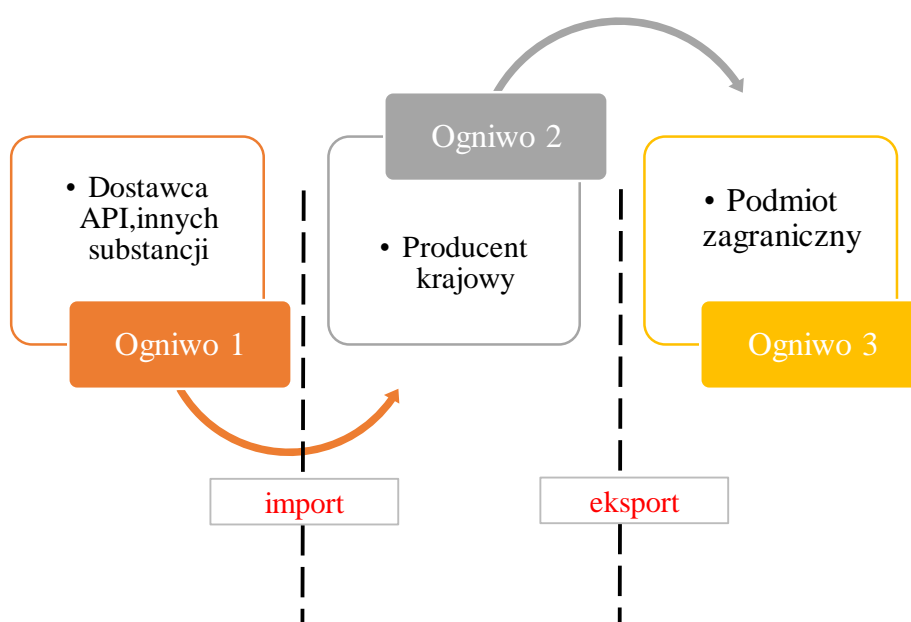 • Dostawca
API,innych
substancji
Ogniwo 1
Ogniwo 2
• Producent
krajowy
• Podmiot
zagraniczny
Ogniwo 3
import
eksport